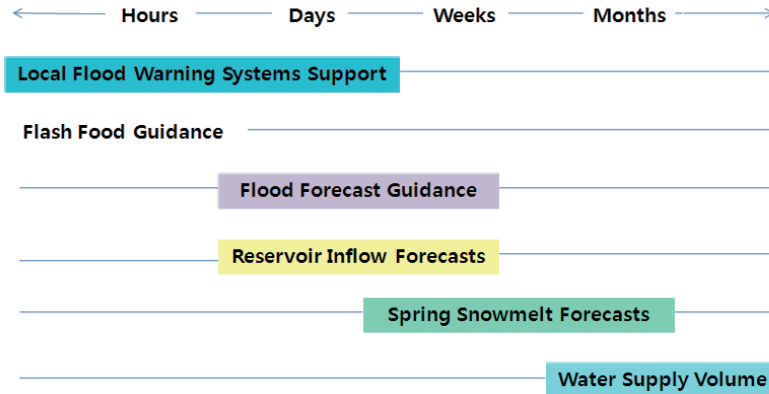 Hours Days Weeks Months
Local Flood Warning Systems Support
Flash Food Guidance
Flood Forecast Guidance
Reservoir Inflow Forecasts
Spring Snowmelt Forecasts
Water Supply Volume